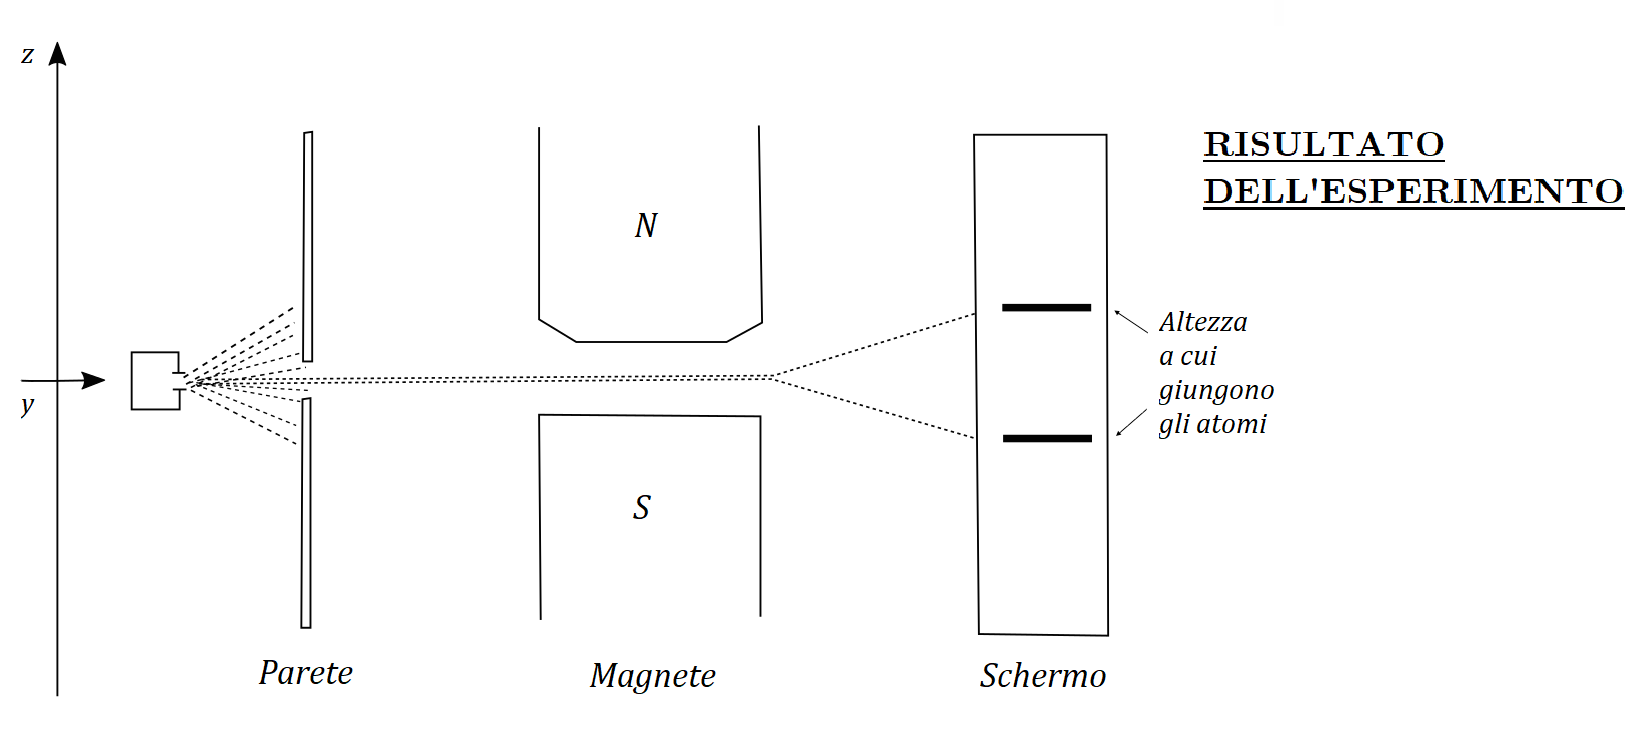 z
RISULTATO
DELL'ESPERIMENTO
N
Altezza
a cui
giungono
gli atomi
y
S
Parete
Magnete
Schermo